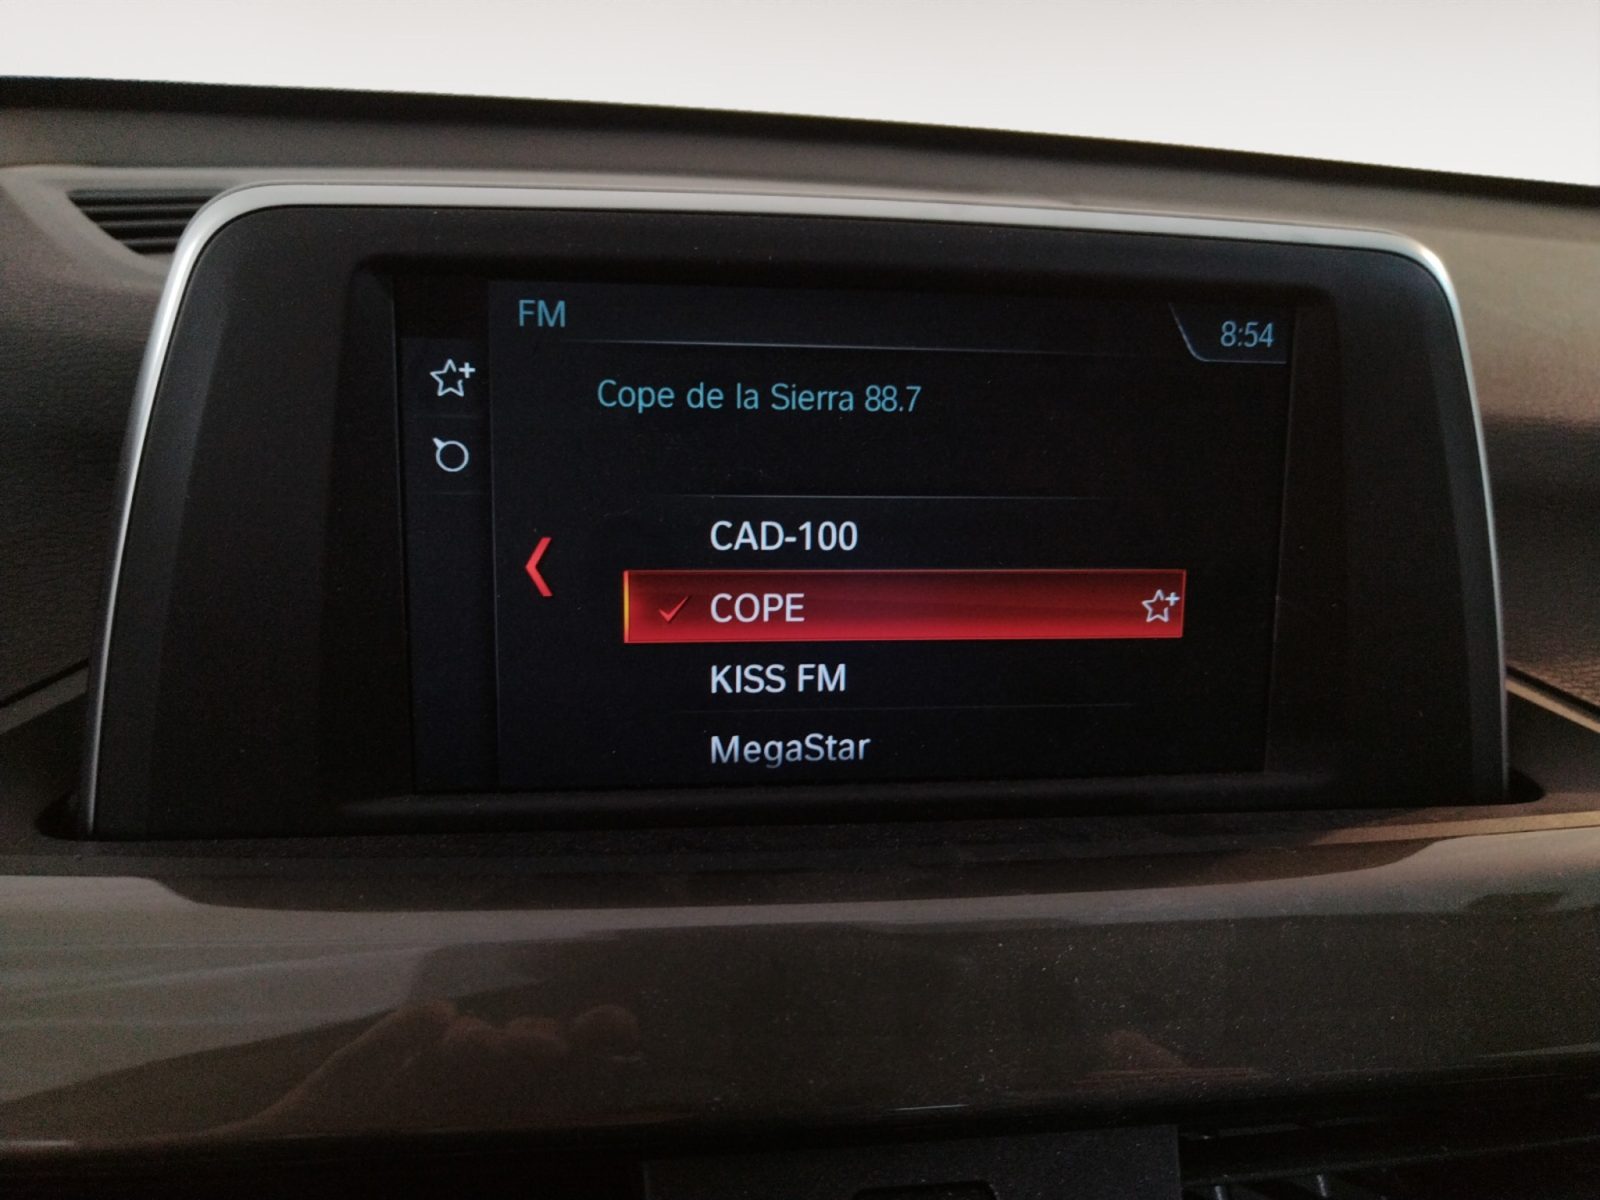 FM
8:54
Cope de la Sierra 88.7
CAD-100
COPE
KISS FM
MegaStar